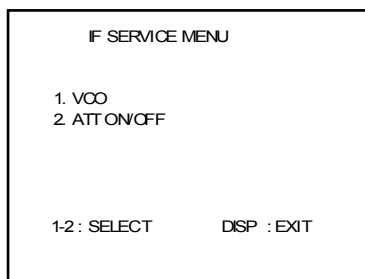 IF SERVICE MENU
1. VCO
2. ATT ON/OFF
1-2 : SELECT DISP : EXIT